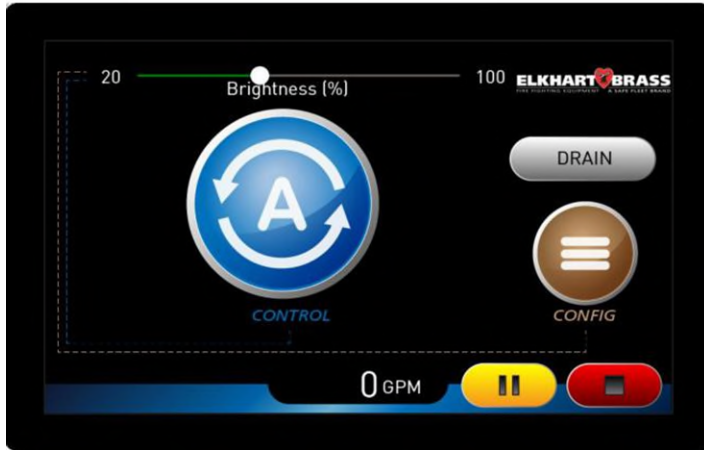 20
100
Brightness (%)
ELKHART BRASS
FIRE FIGHTING EQUIPMENT A SAFE FLEET BRAND
A
DRAIN
CONTROL
CONFIG
0 GPM